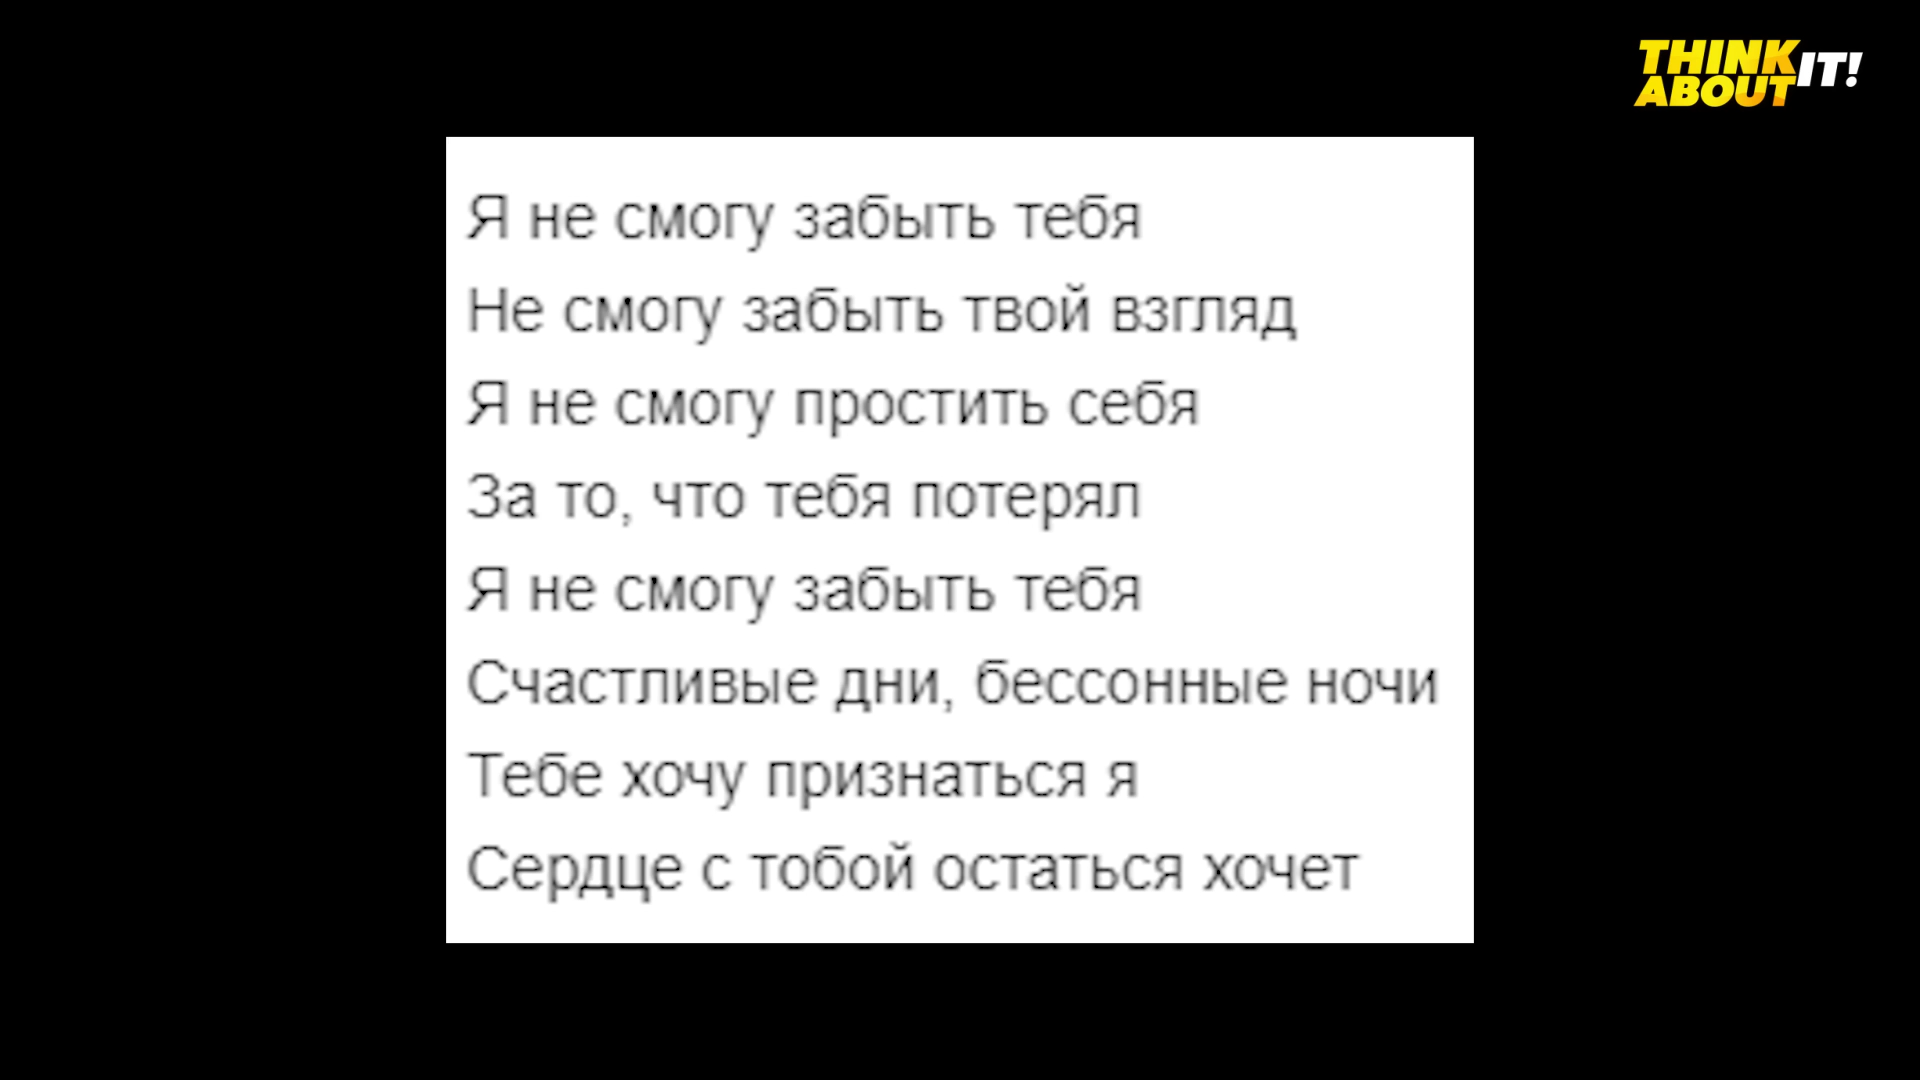 THINK
ABOUT IT!
Я не смогу забыть тебя
Не смогу забыть твой взгляд
Я не смогу простить себя
За то, что тебя потерял
Я не смогу забыть тебя
Счастливые дни, бессонные ночи
Тебе хочу признаться я
Сердце с тобой остаться хочет